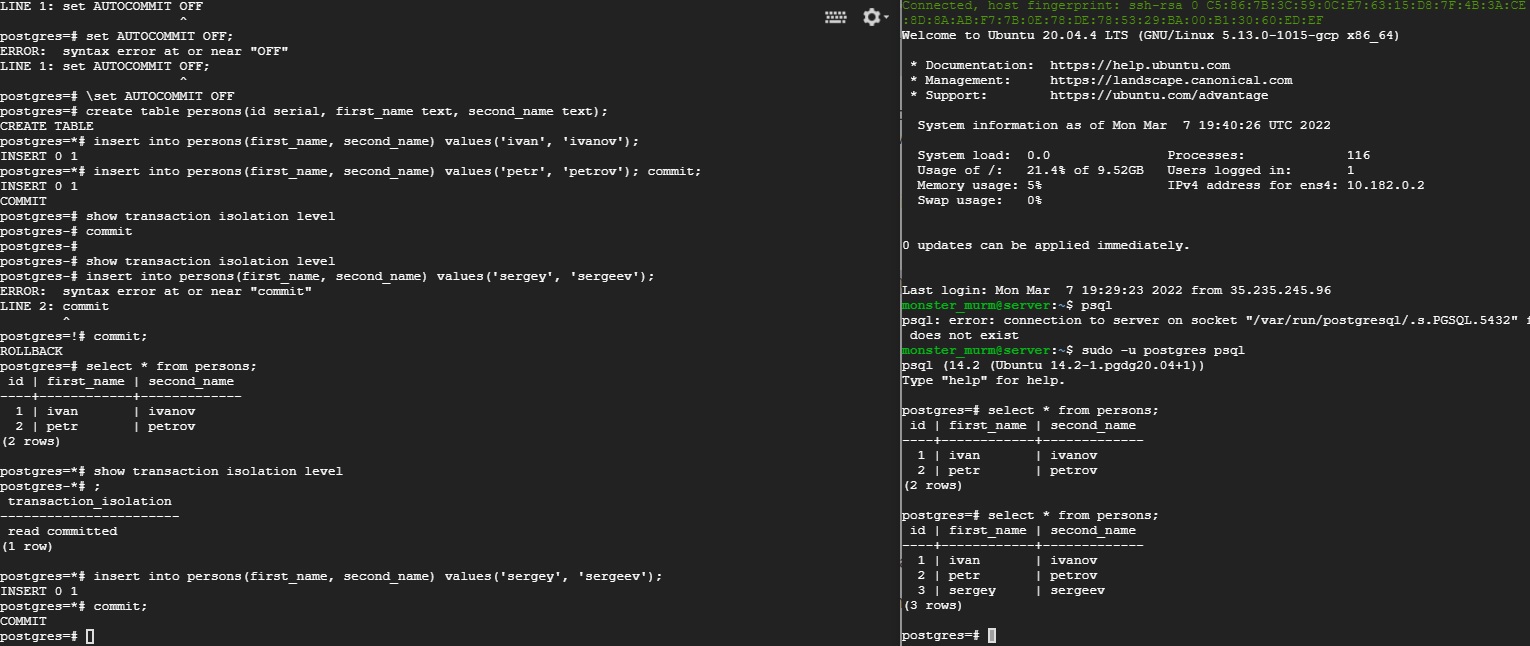 LINE 1: set AUTOCOMMIT OFF
^
postgres=# set AUTOCOMMIT OFF;
ERROR:  syntax error at or near "OFF"
LINE 1: set AUTOCOMMIT OFF;
^
postgres=# \set AUTOCOMMIT OFF
postgres=# create table persons(id serial, first_name text, second_name text);
CREATE TABLE
postgres=*# insert into persons(first_name, second_name) values('ivan', 'ivanov');
INSERT 0 1
postgres=*# insert into persons(first_name, second_name) values('petr', 'petrov'); commit;
INSERT 0 1
COMMIT
postgres=# show transaction isolation level
postgres-# commit
postgres-#
postgres-# show transaction isolation level
postgres-# insert into persons(first_name, second_name) values('sergey', 'sergeev');
ERROR:  syntax error at or near "commit"
LINE 2: commit
^
postgres=!# commit;
ROLLBACK
postgres=# select * from persons;
 id | first_name | second_name
----+------------+-------------
  1 | ivan       | ivanov
  2 | petr       | petrov
(2 rows)
postgres=*# show transaction isolation level
postgres-*# ;
 transaction_isolation
-----------------------
 read committed
(1 row)
postgres=*# insert into persons(first_name, second_name) values('sergey', 'sergeev');
INSERT 0 1
postgres=*# commit;
COMMIT
postgres=#
Connected, host fingerprint: ssh-rsa 0 C5:86:7B:3C:59:0C:E7:63:15:D8:7F:4B:3A:CE
:8D:8A:AB:F7:7B:0E:78:DE:78:53:29:BA:00:B1:30:60:ED:EF
Welcome to Ubuntu 20.04.4 LTS (GNU/Linux 5.13.0-1015-gcp x86_64)
 * Documentation:  https://help.ubuntu.com
 * Management:     https://landscape.canonical.com
 * Support:        https://ubuntu.com/advantage
  System information as of Mon Mar  7 19:40:26 UTC 2022
  System load:  0.0               Processes:             116
  Usage of /:   21.4% of 9.52GB   Users logged in:       1
  Memory usage: 5%                IPv4 address for ens4: 10.182.0.2
  Swap usage:   0%
0 updates can be applied immediately.
Last login: Mon Mar  7 19:29:23 2022 from 35.235.245.96
monster_murm@server:~$ psql
psql: error: connection to server on socket "/var/run/postgresql/.s.PGSQL.5432" f
 does not exist
monster_murm@server:~$ sudo -u postgres psql
psql (14.2 (Ubuntu 14.2-1.pgdg20.04+1))
Type "help" for help.
postgres=# select * from persons;
 id | first_name | second_name
----+------------+-------------
  1 | ivan       | ivanov
  2 | petr       | petrov
(2 rows)
postgres=# select * from persons;
 id | first_name | second_name
----+------------+-------------
  1 | ivan       | ivanov
  2 | petr       | petrov
  3 | sergey     | sergeev
(3 rows)
postgres=#